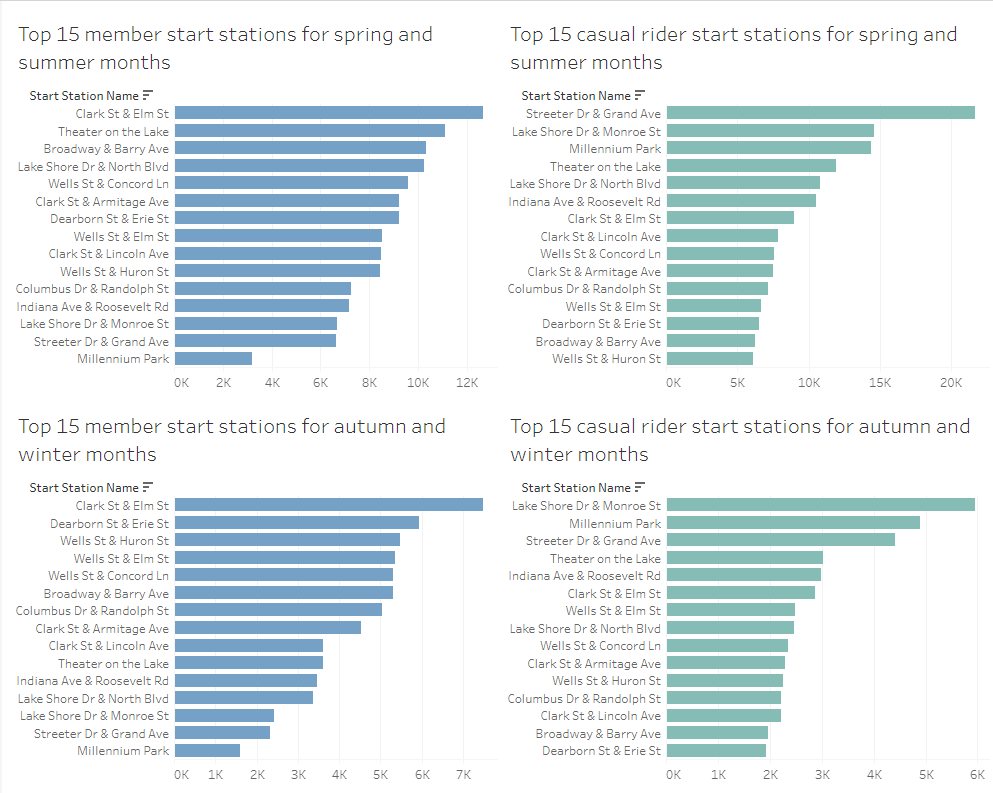 Top 15 member start stations for spring and
summer months
Start Station Name
Clark St & Elm St
Theater on the Lake
Broadway & Barry Ave
Lake Shore Dr & North Blvd
Wells St & Concord Ln
Clark St & Armitage Ave
Dearborn St & Erie St
Wells St & Elm St
Clark St & Lincoln Ave
Wells St & Huron St
Columbus Dr & Randolph St
Indiana Ave & Roosevelt Rd
Lake Shore Dr & Monroe St
Streeter Dr & Grand Ave
Millennium Park
0K 2K 4K 6K 8K 10K 12K
Top 15 casual rider start stations for spring and
summer months
Start Station Name
Streeter Dr & Grand Ave
Lake Shore Dr & Monroe St
Millennium Park
Theater on the Lake
Lake Shore Dr & North Blvd
Indiana Ave & Roosevelt Rd
Clark St & Elm St
Clark St & Lincoln Ave
Wells St & Concord Ln
Clark St & Armitage Ave
Columbus Dr & Randolph St
Wells St & Elm St
Dearborn St & Erie St
Broadway & Barry Ave
Wells St & Huron St
0K 5K 10K 15K 20K
Top 15 member start stations for autumn and
winter months
Start Station Name
Clark St & Elm St
Dearborn St & Erie St
Wells St & Huron St
Wells St & Elm St
Wells St & Concord Ln
Broadway & Barry Ave
Columbus Dr & Randolph St
Clark St & Armitage Ave
Clark St & Lincoln Ave
Theater on the Lake
Indiana Ave & Roosevelt Rd
Lake Shore Dr & North Blvd
Lake Shore Dr & Monroe St
Streeter Dr & Grand Ave
Millennium Park
0K 1K 2K 3K 4K 5K 6K 7K
Top 15 casual rider start stations for autumn and
winter months
Start Station Name
Lake Shore Dr & Monroe St
Millennium Park
Streeter Dr & Grand Ave
Theater on the Lake
Indiana Ave & Roosevelt Rd
Clark St & Elm St
Wells St & Elm St
Lake Shore Dr & North Blvd
Wells St & Concord Ln
Clark St & Armitage Ave
Wells St & Huron St
Columbus Dr & Randolph St
Clark St & Lincoln Ave
Broadway & Barry Ave
Dearborn St & Erie St
0K 1K 2K 3K 4K 5K 6K